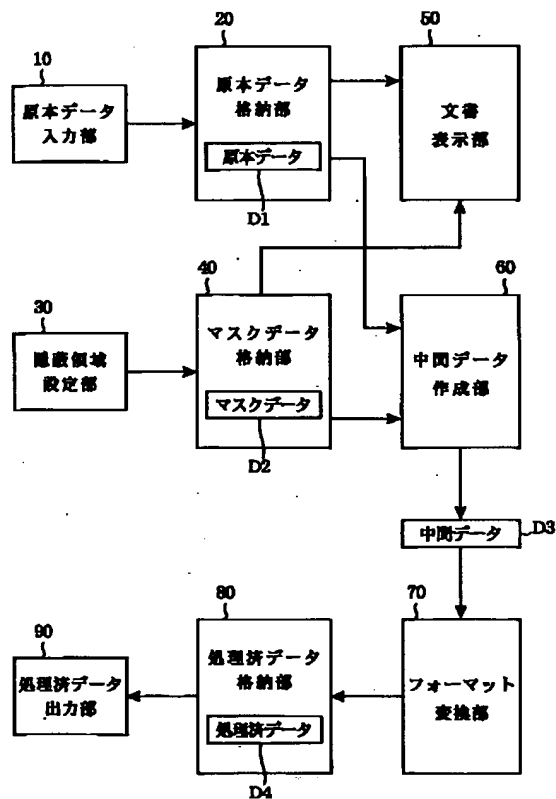 10
原本データ
入力部
20
原本データ
格納部
原本データ
D1
50
文書
表示部
30
隠蔽領域
設定部
40
マスクデータ
格納部
マスクデータ
D2
60
中間データ
作成部
中間データ
D3
90
処理済データ
出力部
80
処理済データ
格納部
処理済データ
D4
70
フォーマット
変換部